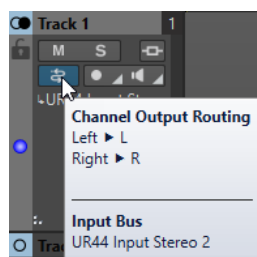 Track 1 1
M S
Channel Output Routing
Left ► L
Right ► R
Input Bus
UR44 Input Stereo 2